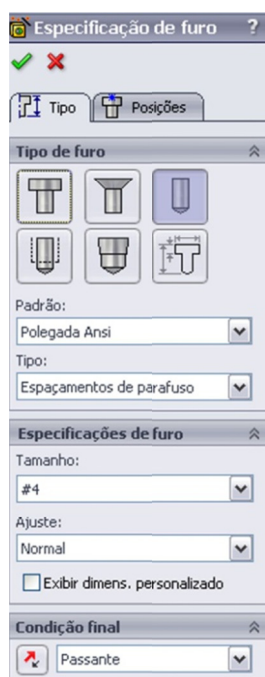 Especificação de furo ?
Tipo Posições
Tipo de furo
Padrão:
Polegada Ansi
Tipo:
Espaçamentos de parafuso
Especificações de furo
Tamanho:
#4
Ajuste:
Normal
Exibir dimens. personalizado
Condição final
Passante